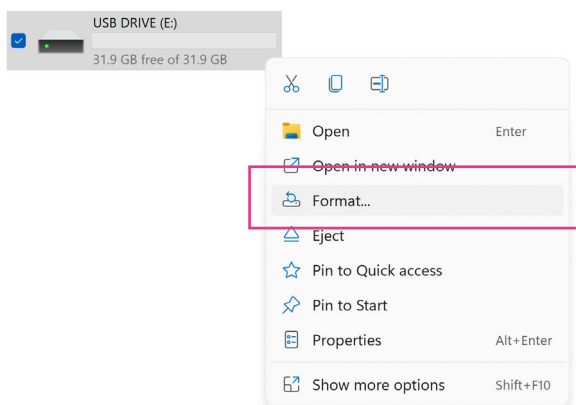 USB DRIVE (E:)
31.9 GB free of 31.9 GB
Open Enter
Open in new window
Format...
Eject
Pin to Quick access
Pin to Start
Properties Alt+Enter
Show more options Shift+F10